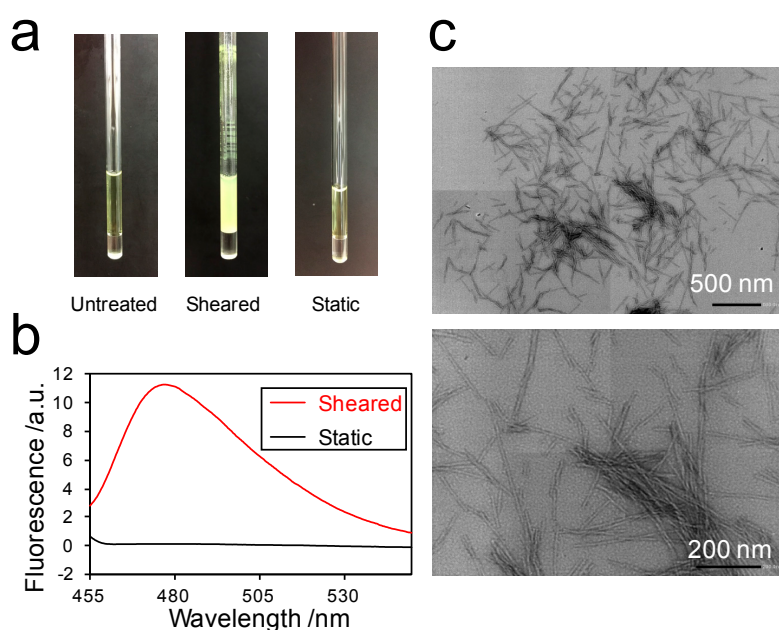 a
Untreated
Sheared
Static
b
Fluorescence /a.u.
12
10
8
6
4
2
0
-2
Sheared
Static
455
480
505
530
Wavelength /nm
c
500 nm
200 nm